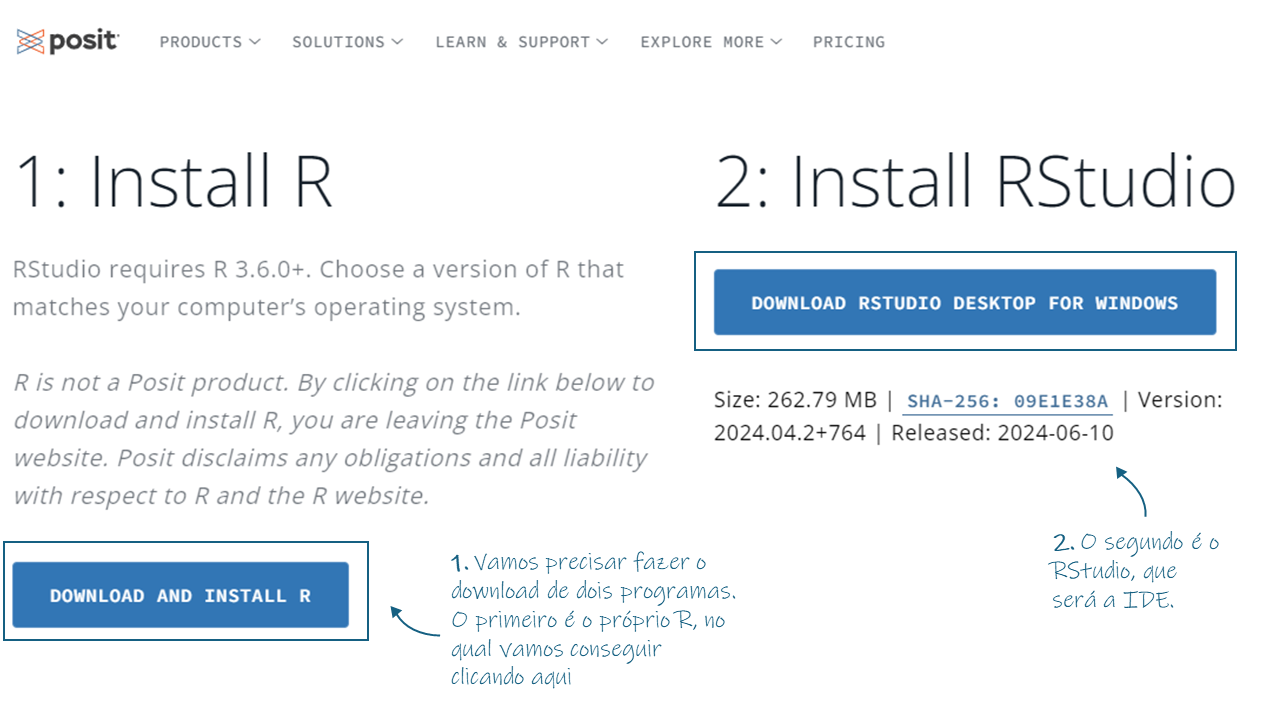 posit
PRODUCTS
SOLUTIONS
LEARN & SUPPORT
EXPLORE MORE
PRICING
1: Install R
RStudio requires R 3.6.0+. Choose a version of R that
matches your computer’s operating system.
R is not a Posit product. By clicking on the link below to
download and install R, you are leaving the Posit
website. Posit disclaims any obligations and all liability
with respect to R and the R website.
DOWNLOAD AND INSTALL R
1. Vamos precisar fazer o
download de dois programas.
O primeiro é o próprio R, no
qual vamos conseguir
clicando aqui
2: Install RStudio
DOWNLOAD RSTUDIO DESKTOP FOR WINDOWS
Size: 262.79 MB | SHA-256: 09E1E38A | Version:
2024.04.2+764 | Released: 2024-06-10
2. O segundo é o
RStudio, que
será a IDE.